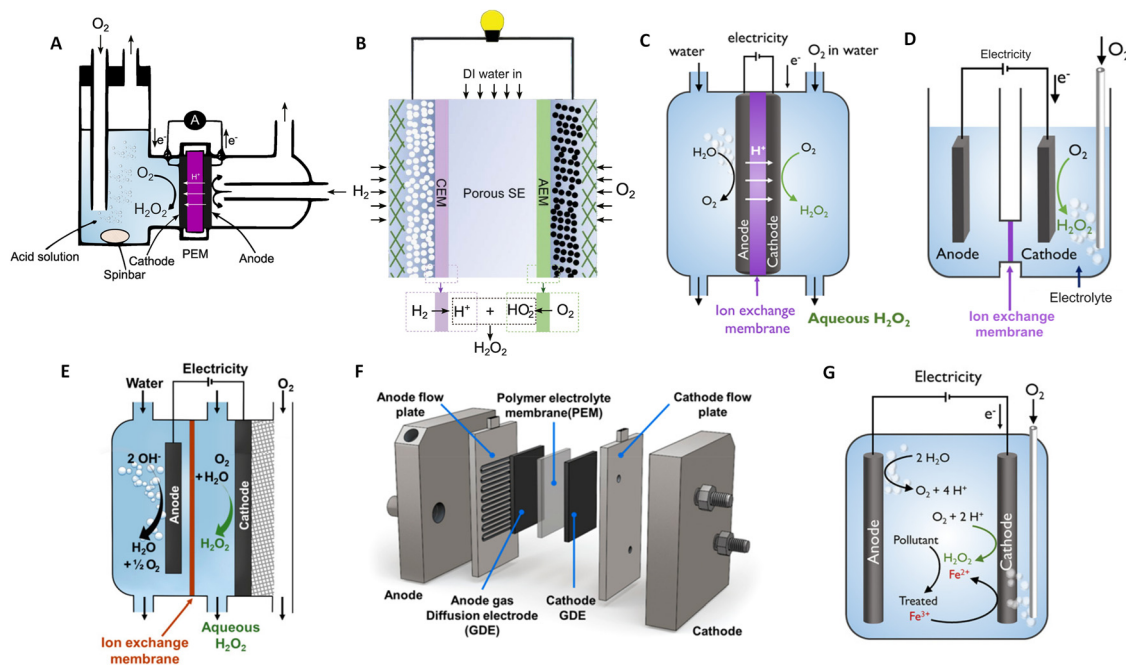 A
O2
A
e-
e-
O2
H+
H2O2
H2
Acid solution
Spinbar
Cathode
PEM
Anode
B
DI water in
CEM
Porous SE
AEM
O2
H2
H+
+
HO2-
O2
H2O2
C
electricity
water
e-
O2 in water
H2O
H+
O2
O2
H2O2
Anode
Cathode
Ion exchange
membrane
Aqueous H2O2
D
Electricity
e-
O2
O2
H2O2
Anode
Cathode
Electrolyte
Ion exchange
membrane
E
Electricity
Water
O2
2 OH-
O2
+ H2O
Anode
Cathode
H2O2
H2O
+ ½ O2
Ion exchange
membrane
Aqueous
H2O2
F
Anode flow
plate
Polymer electrolyte
membrane(PEM)
Cathode flow
plate
Anode
Anode gas
Diffusion electrode
(GDE)
Cathode
GDE
Cathode
G
Electricity
e-
O2
2 H2O
O2 + 4 H+
Anode
Cathode
O2 + 2 H+
Pollutant
H2O2
Fe2+
Treated
Fe3+